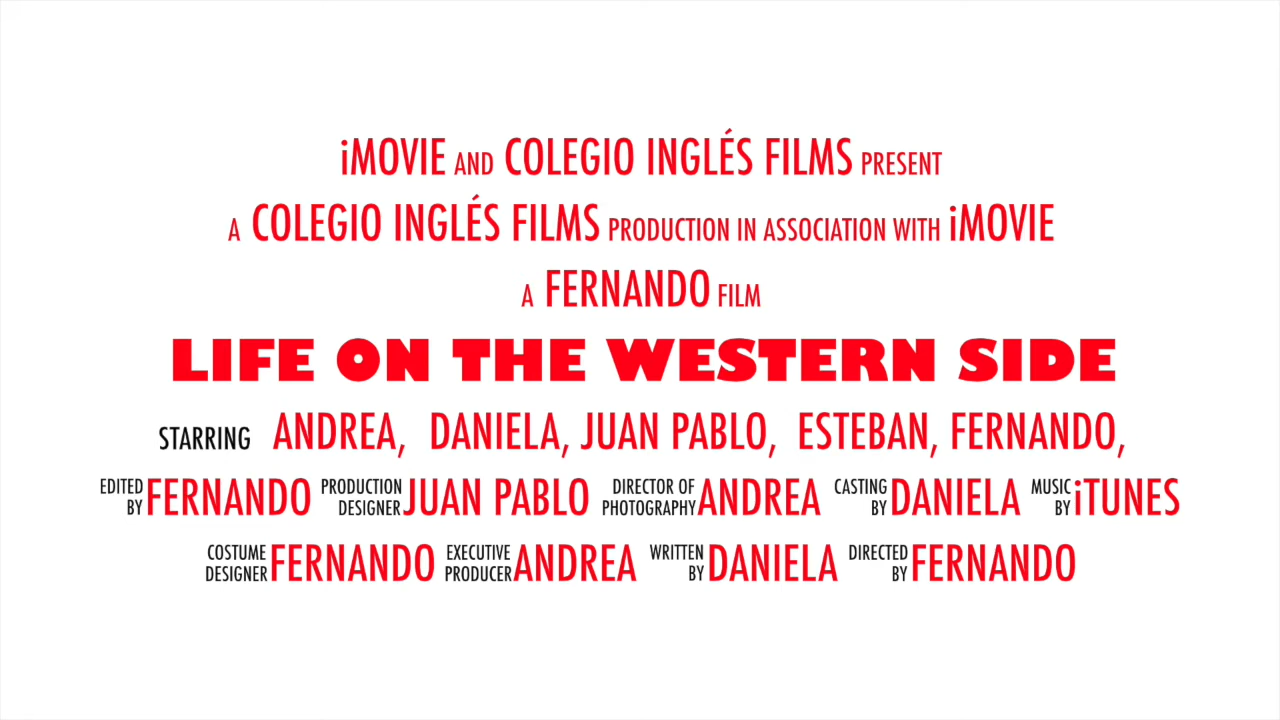 iMOVIE AND COLEGIO INGLÉS FILMS PRESENT
A COLEGIO INGLÉS FILMS PRODUCTION IN ASSOCIATION WITH iMOVIE
A FERNANDO FILM
LIFE ON THE WESTERN SIDE
STARRING ANDREA, DANIELA, JUAN PABLO, ESTEBAN, FERNANDO,
EDITED BY FERNANDO PRODUCTION DESIGNER JUAN PABLO DIRECTOR OF PHOTOGRAPHY ANDREA CASTING BY DANIELA MUSIC BY iTUNES
COSTUME DESIGNER FERNANDO EXECUTIVE PRODUCER ANDREA WRITTEN BY DANIELA DIRECTED BY FERNANDO